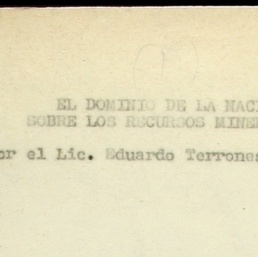 EL DOMINIO DE LA NACI
SOBRE LOS RECURSOS MINER
or el Lic. Eduardo Terrones